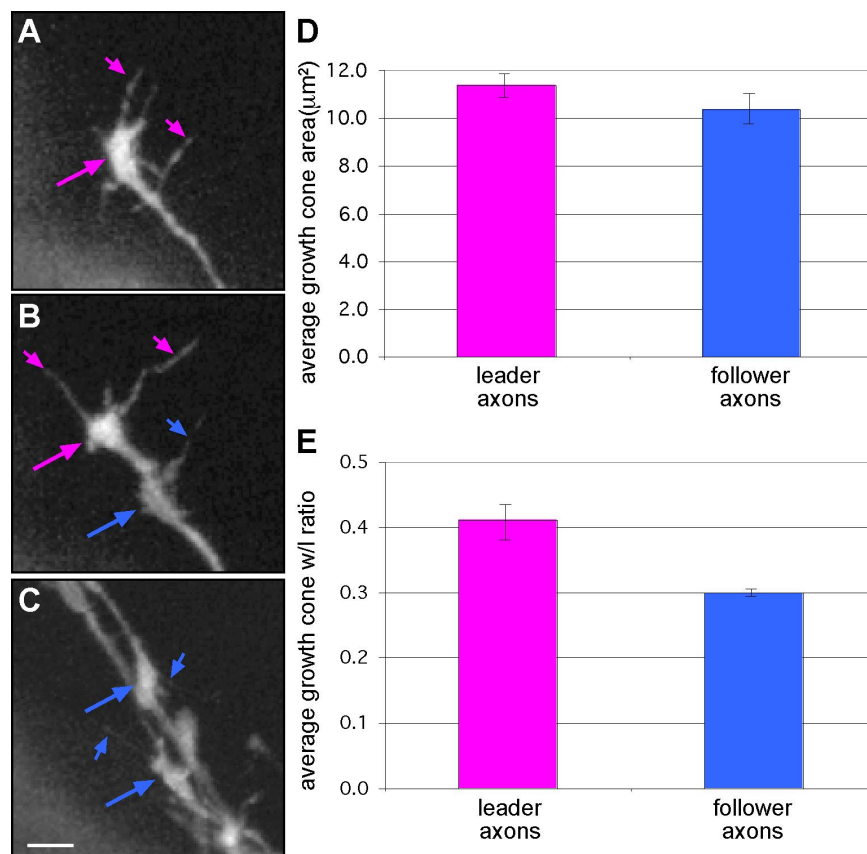 A
B
C
D
average growth cone area(μm²)
12.0
10.0
8.0
6.0
4.0
2.0
0.0
leader
axons
follower
axons
E
average growth cone w/l ratio
0.5
0.4
0.3
0.2
0.1
0.0
leader
axons
follower
axons